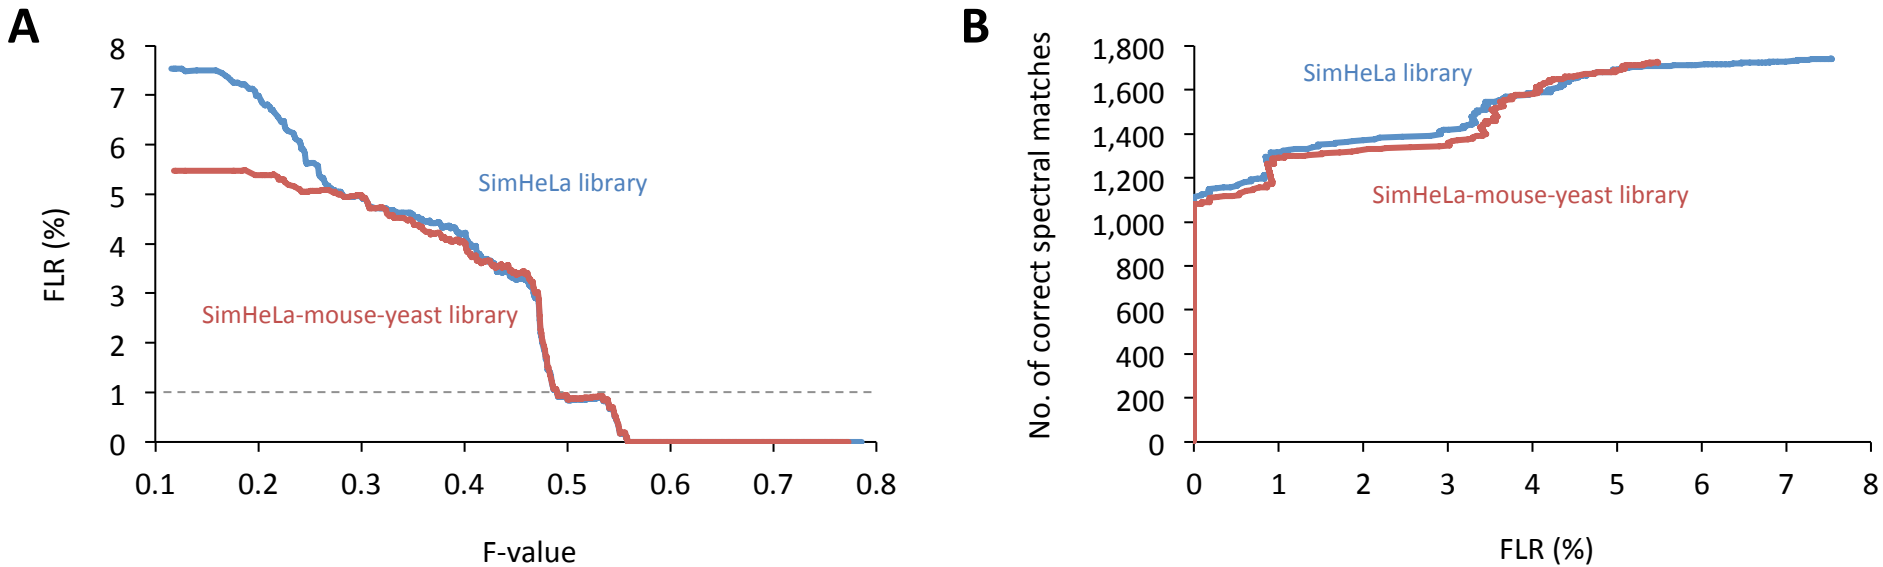 A
FLR (%)
8
7
6
5
4
3
2
1
0
SimHeLa library
SimHeLa-mouse-yeast library
0.1 0.2 0.3 0.4 0.5 0.6 0.7 0.8
F-value
B
No. of correct spectral matches
1,800
1,600
1,400
1,200
1,000
800
600
400
200
0
SimHeLa library
SimHeLa-mouse-yeast library
0 1 2 3 4 5 6 7 8
FLR (%)